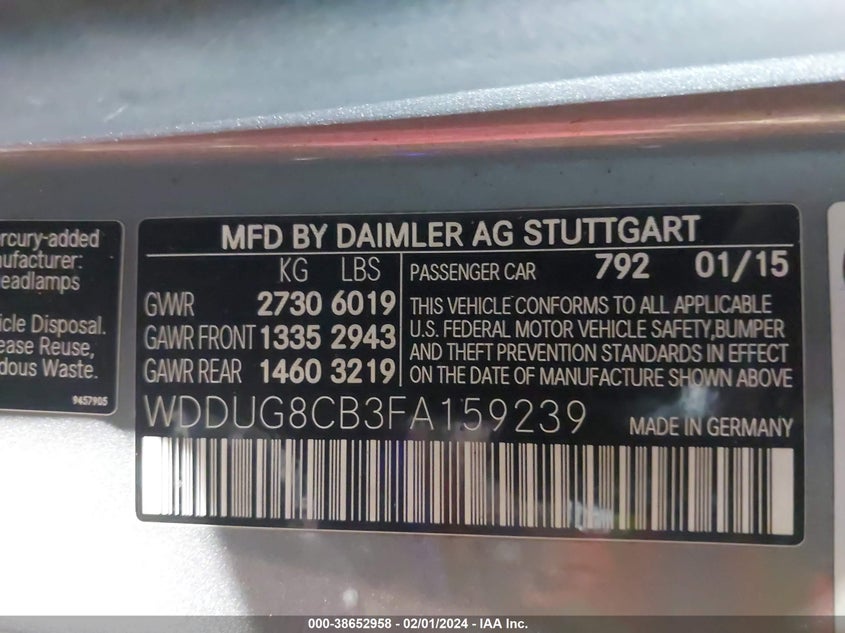 rcury-added
nufacturer:
eadlamps
icle Disposal.
ease Reuse,
dous Waste.
9457905
MFD BY DAIMLER AG STUTTGART
KG LBS
GVWR 2730 6019
GAWR FRONT 1335 2943
GAWR REAR 1460 3219
PASSENGER CAR 792 01/15
THIS VEHICLE CONFORMS TO ALL APPLICABLE
U.S. FEDERAL MOTOR VEHICLE SAFETY,BUMPER
AND THEFT PREVENTION STANDARDS IN EFFECT
ON THE DATE OF MANUFACTURE SHOWN ABOVE
WDDUG8CB3FA159239 MADE IN GERMANY
000-38652958 - 02/01/2024 - IAA Inc.